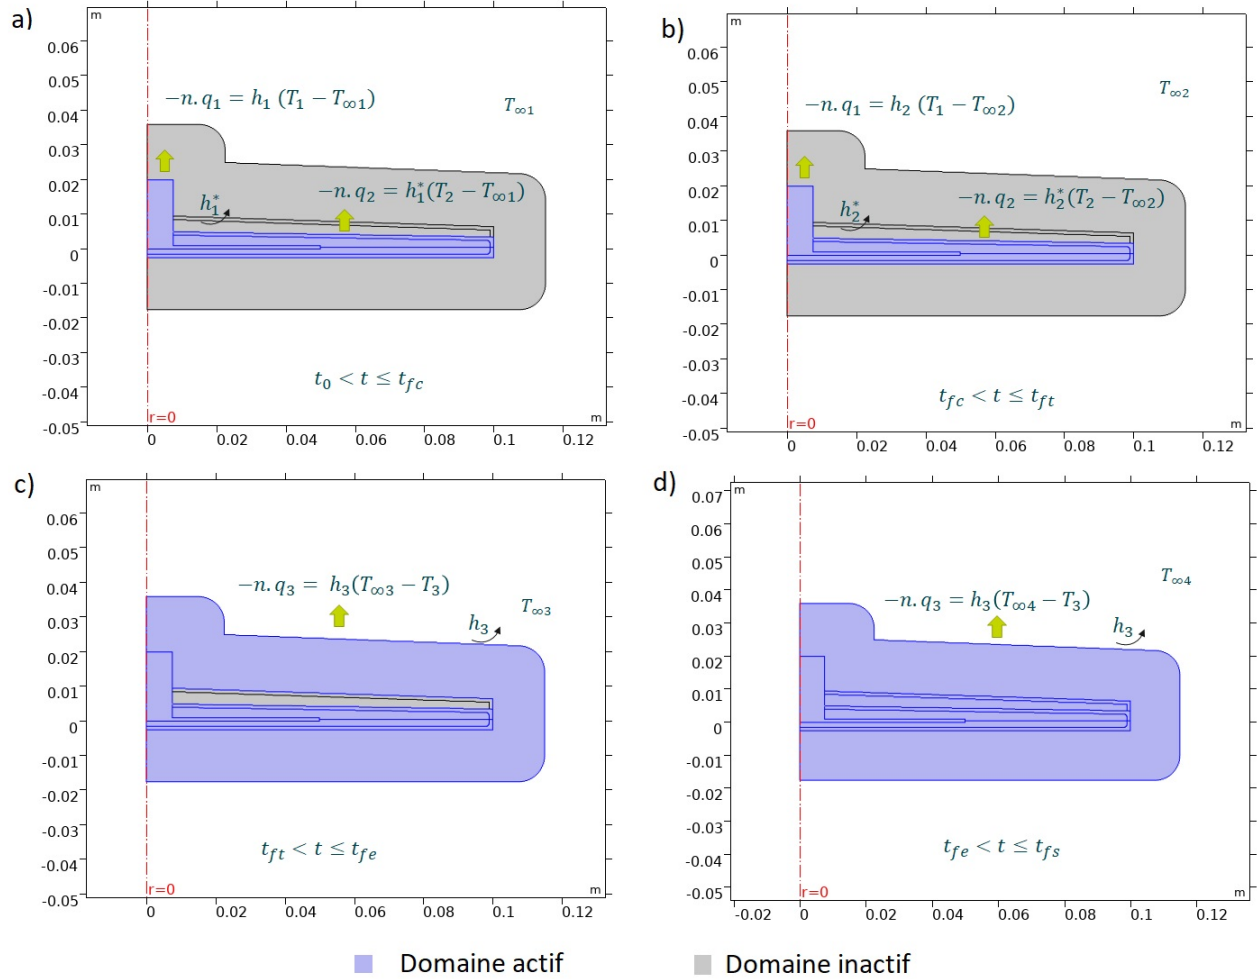 a)
m
0.06
0.05
0.04
0.03
0.02
0.01
0
-0.01
-0.02
-0.03
-0.04
-0.05
−n.q₁ = h₁ (T₁ − T∞₁)
T∞₁
−n.q₂ = h₁*(T₂ − T∞₁)
h₁*
t₀ < t ≤ t_fc
r=0
m
0 0.02 0.04 0.06 0.08 0.1 0.12
b)
m
0.06
0.05
0.04
0.03
0.02
0.01
0
-0.01
-0.02
-0.03
-0.04
-0.05
T∞₂
−n.q₁ = h₂ (T₁ − T∞₂)
−n.q₂ = h₂*(T₂ − T∞₂)
h₂*
t_fc < t ≤ t_ft
r=0
m
0 0.02 0.04 0.06 0.08 0.1 0.12
c)
m
0.06
0.05
0.04
0.03
0.02
0.01
0
-0.01
-0.02
-0.03
-0.04
-0.05
−n.q₃ = h₃(T∞₃ − T₃)
T∞₃
h₃
t_ft < t ≤ t_fe
r=0
m
0 0.02 0.04 0.06 0.08 0.1 0.12
d)
m
0.07
0.06
0.05
0.04
0.03
0.02
0.01
0
-0.01
-0.02
-0.03
-0.04
-0.05
T∞₄
−n.q₃ = h₃(T∞₄ − T₃)
h₃
t_fe < t ≤ t_fs
r=0
m
-0.02 0 0.02 0.04 0.06 0.08 0.1 0.12
Domaine actif
Domaine inactif